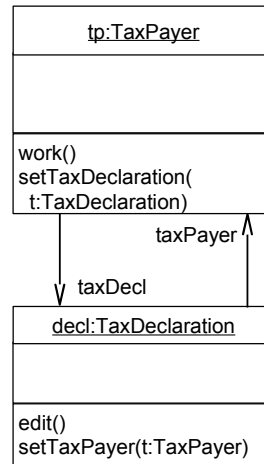 tp:TaxPayer
work()
setTaxDeclaration(
t:TaxDeclaration)
taxPayer
taxDecl
decl:TaxDeclaration
edit()
setTaxPayer(t:TaxPayer)